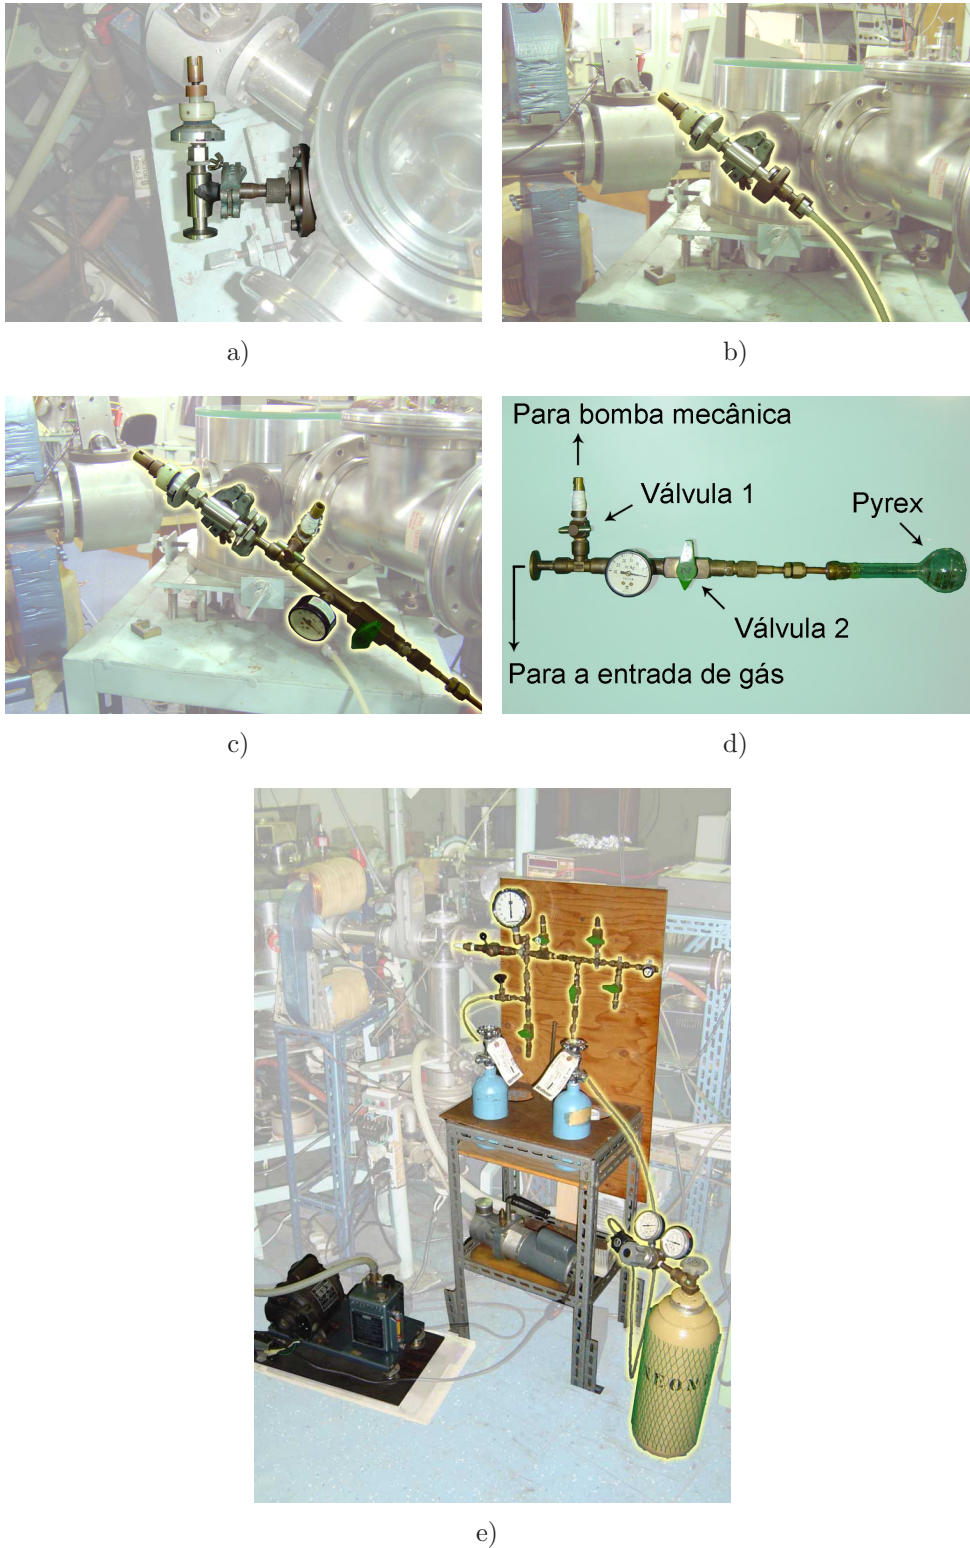 a)
b)
Para bomba mecânica
Válvula 1
Pyrex
Válvula 2
Para a entrada de gás
c)
d)
NEON
e)